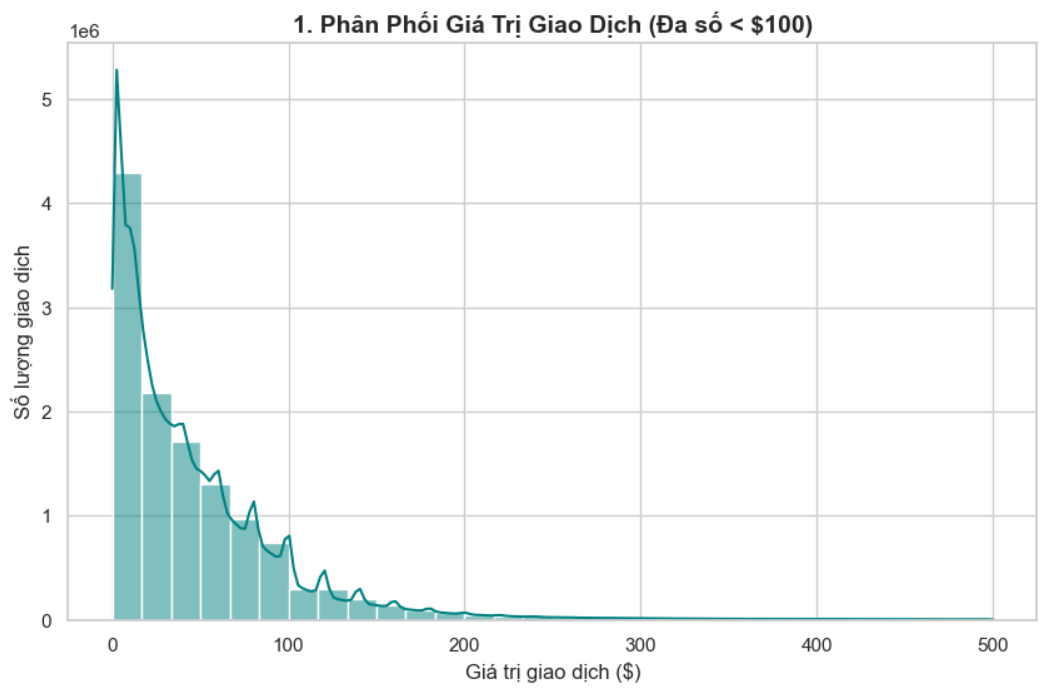 1. Phân Phối Giá Trị Giao Dịch (Đa số < $100)
1e6
5
4
3
2
1
0
Số lượng giao dịch
0 100 200 300 400 500
Giá trị giao dịch ($)